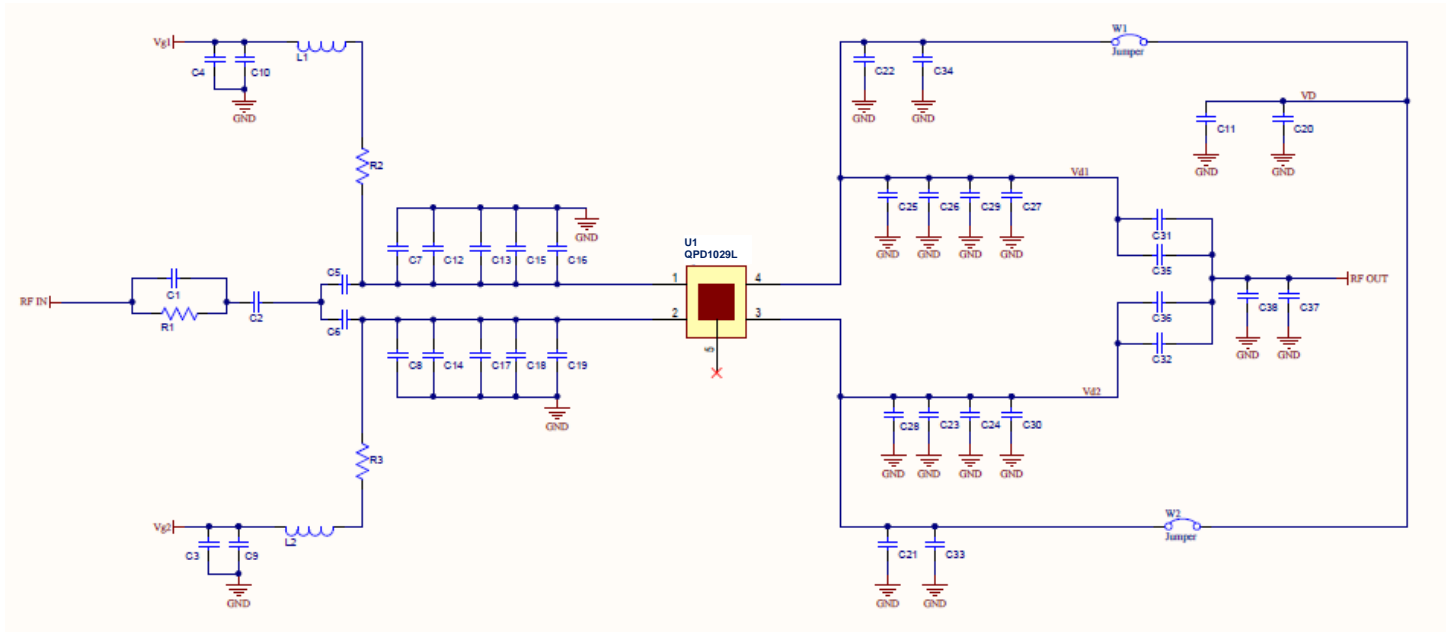 Vg1
C4
C10
L1
GND
R2
C7
C12
C13
C15
C16
GND
RF IN
C1
R1
C2
C5
C6
C8
C14
C17
C18
C19
GND
R3
Vg2
C3
C9
L2
GND
U1
QPD1029L
1
2
4
3
5
C22
C34
GND
GND
W1
Jumper
VD
C11
C20
GND
GND
Vd1
C25
C26
C29
C27
GND
GND
GND
GND
C31
C35
C36
C32
RF OUT
C38
C37
GND
GND
Vd2
C28
C23
C24
C30
GND
GND
GND
GND
W2
Jumper
C21
C33
GND
GND